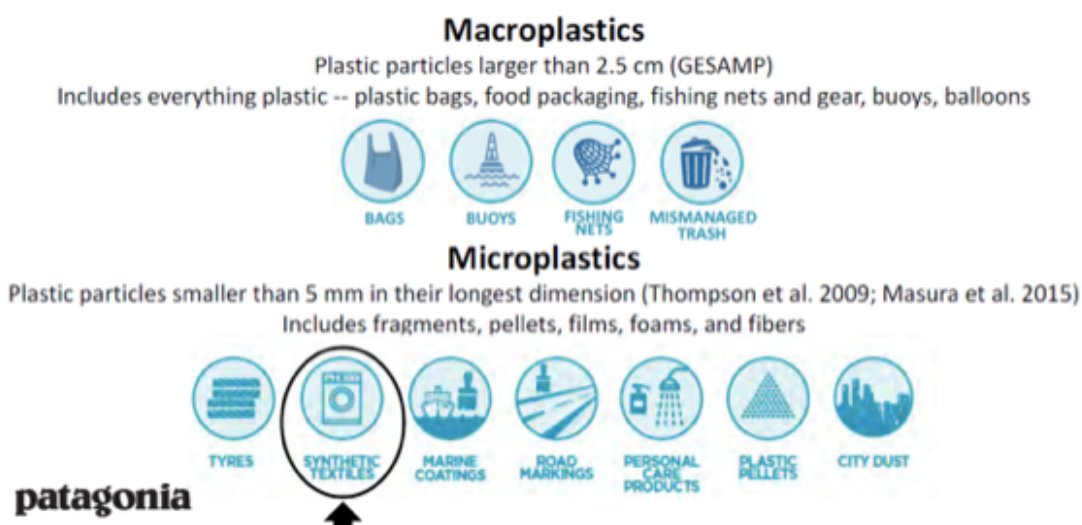 Macroplastics
Plastic particles larger than 2.5 cm (GESAMP)
Includes everything plastic -- plastic bags, food packaging, fishing nets and gear, buoys, balloons
BAGS BUOYS FISHING NETS MISMANAGED TRASH
Microplastics
Plastic particles smaller than 5 mm in their longest dimension (Thompson et al. 2009; Masura et al. 2015)
Includes fragments, pellets, films, foams, and fibers
TYRES SYNTHETIC TEXTILES MARINE COATINGS ROAD MARKINGS PERSONAL CARE PRODUCTS PLASTIC PELLETS CITY DUST
patagonia